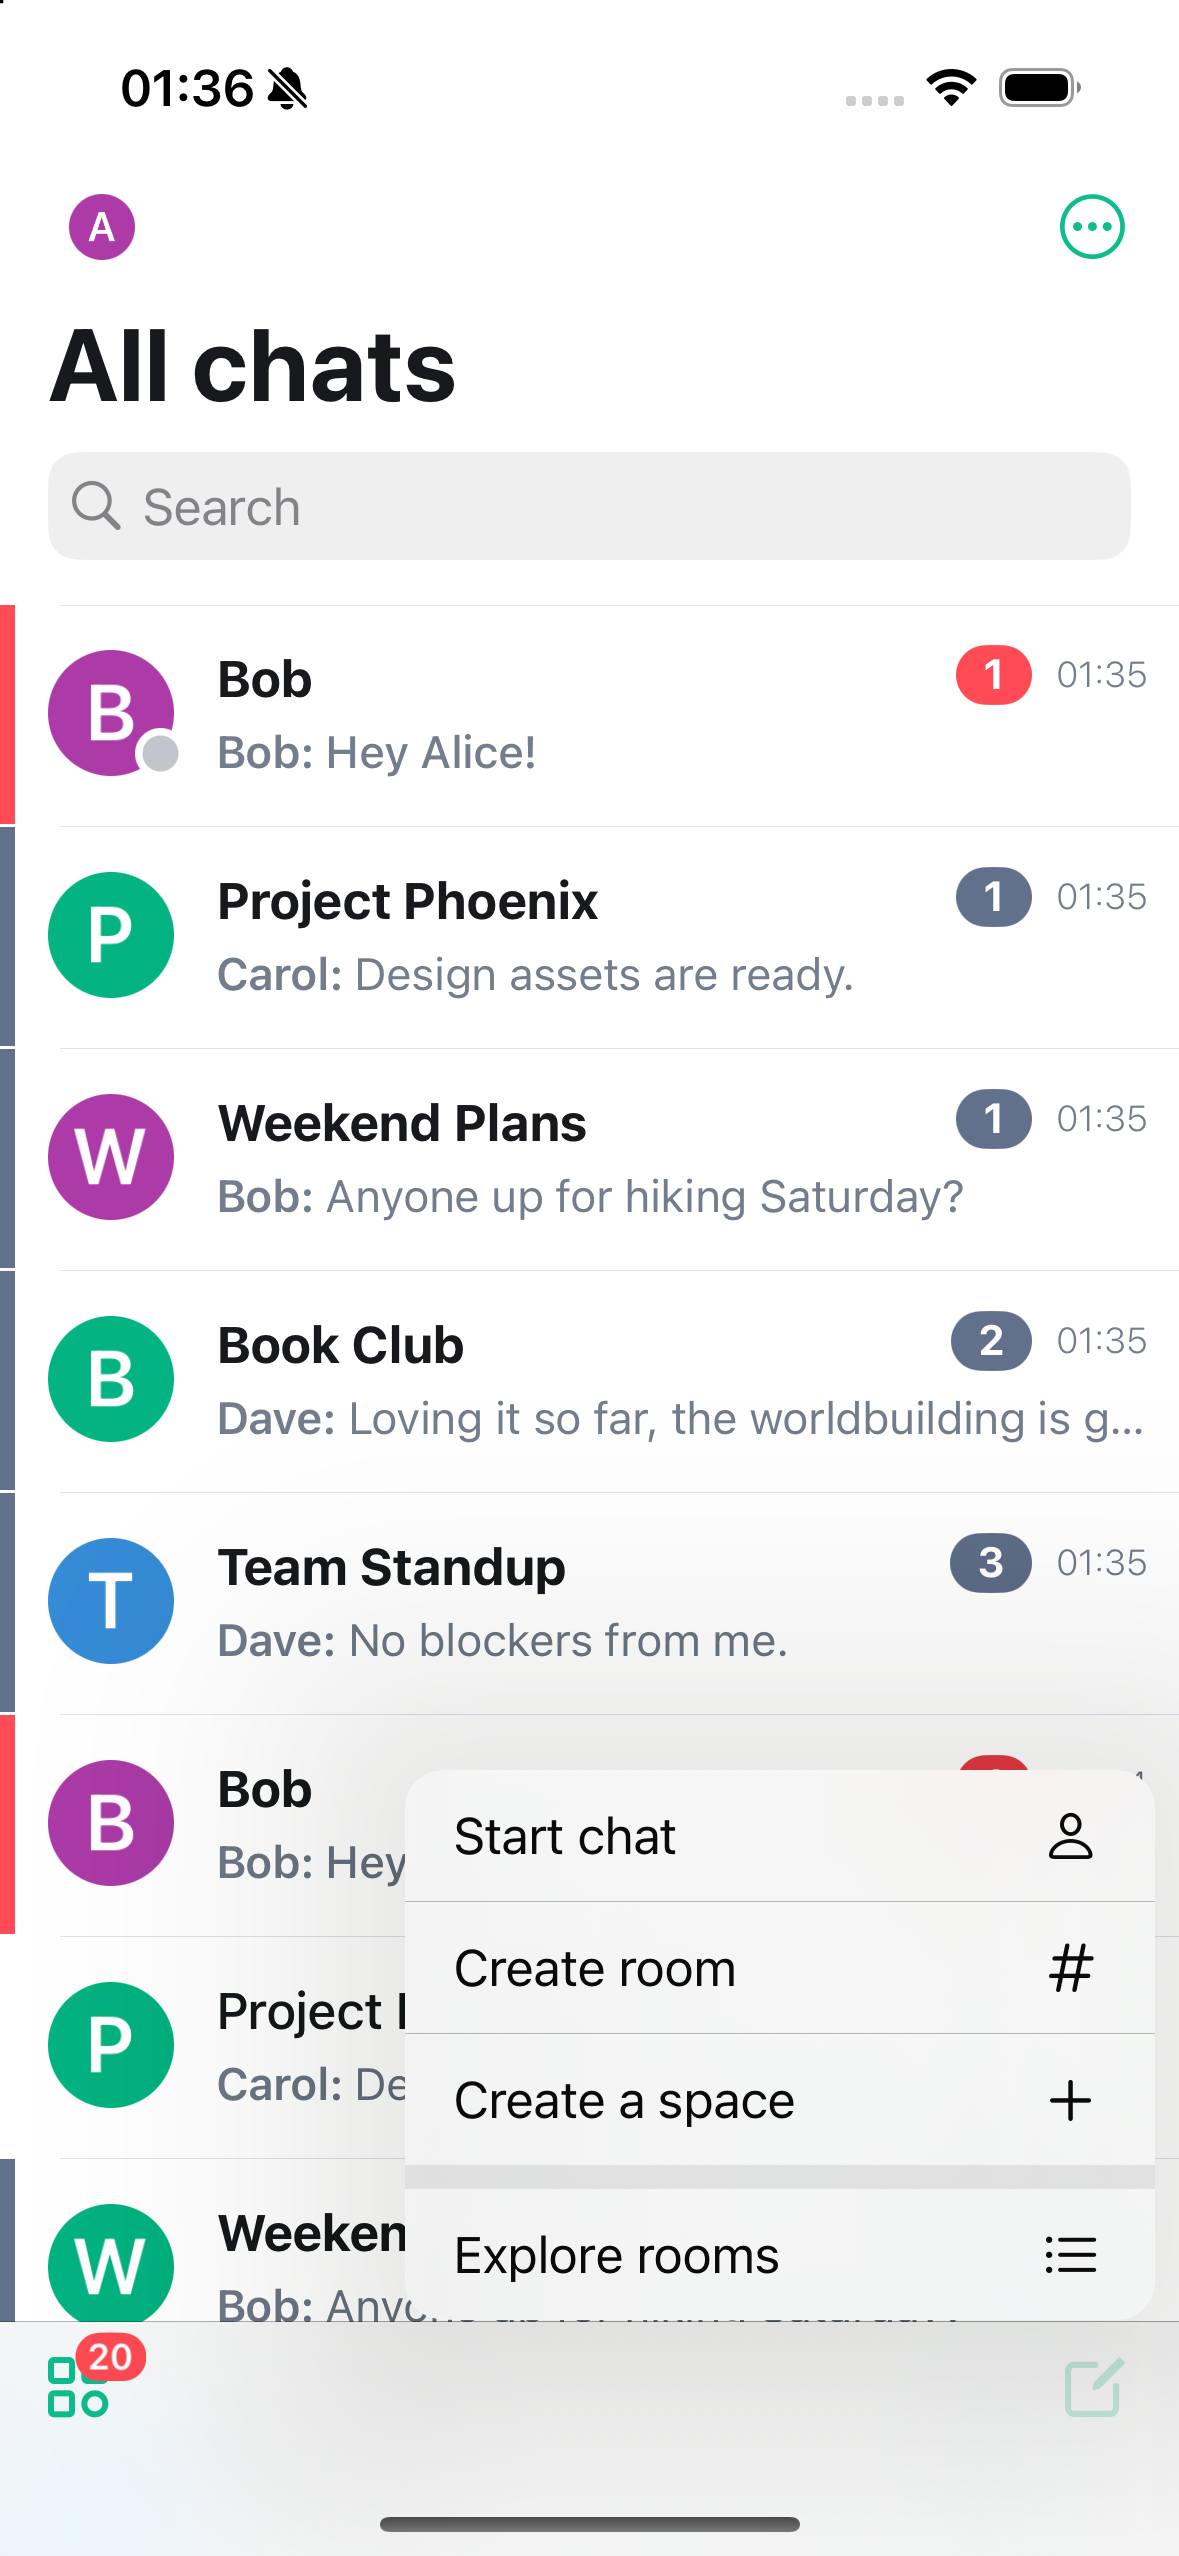 01:36
A
All chats
Search
B
Bob
1
01:35
Bob: Hey Alice!
P
Project Phoenix
1
01:35
Carol: Design assets are ready.
W
Weekend Plans
1
01:35
Bob: Anyone up for hiking Saturday?
B
Book Club
2
01:35
Dave: Loving it so far, the worldbuilding is g...
T
Team Standup
3
01:35
Dave: No blockers from me.
B
Bob
Bob: Hey
Start chat
Create room
P
Project
Carol: De
Create a space
W
Weeken
Explore rooms
Bob:
20